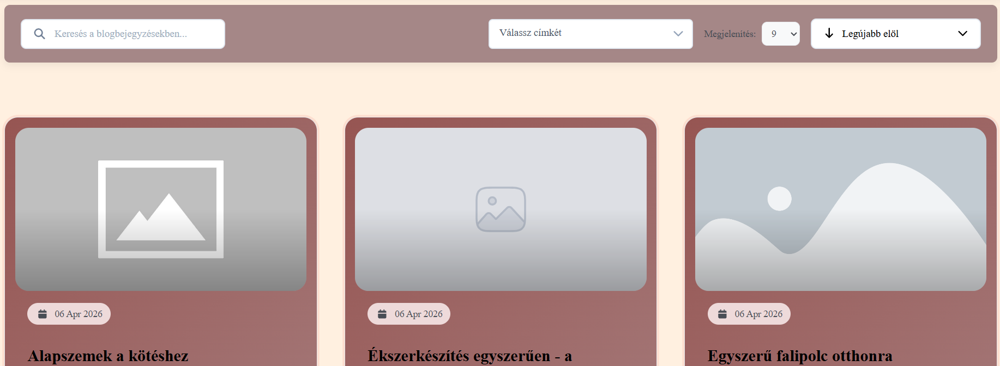 Keresés a blogbejegyzésekben...
Válassz címkét
Megjelenítés:
9
Legújabb elöl
06 Apr 2026
06 Apr 2026
06 Apr 2026
Alapszemek a kötéshez
Ékszerkészítés egyszerűen - a
Egyszerű falipolc otthonra